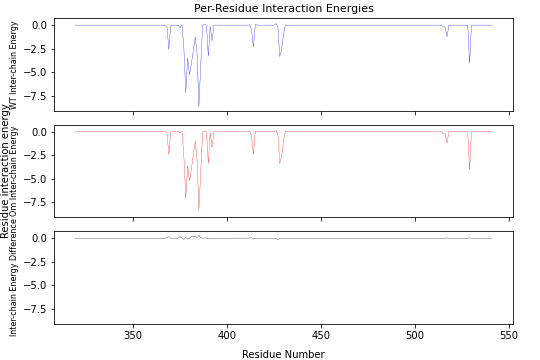 Per-Residue Interaction Energies
WT Inter-chain Energy
0.0
−2.5
−5.0
−7.5
Residue interaction energy
Om Inter-chain Energy
0.0
−2.5
−5.0
−7.5
Inter-chain Energy Difference
0.0
−2.5
−5.0
−7.5
350
400
450
500
550
Residue Number